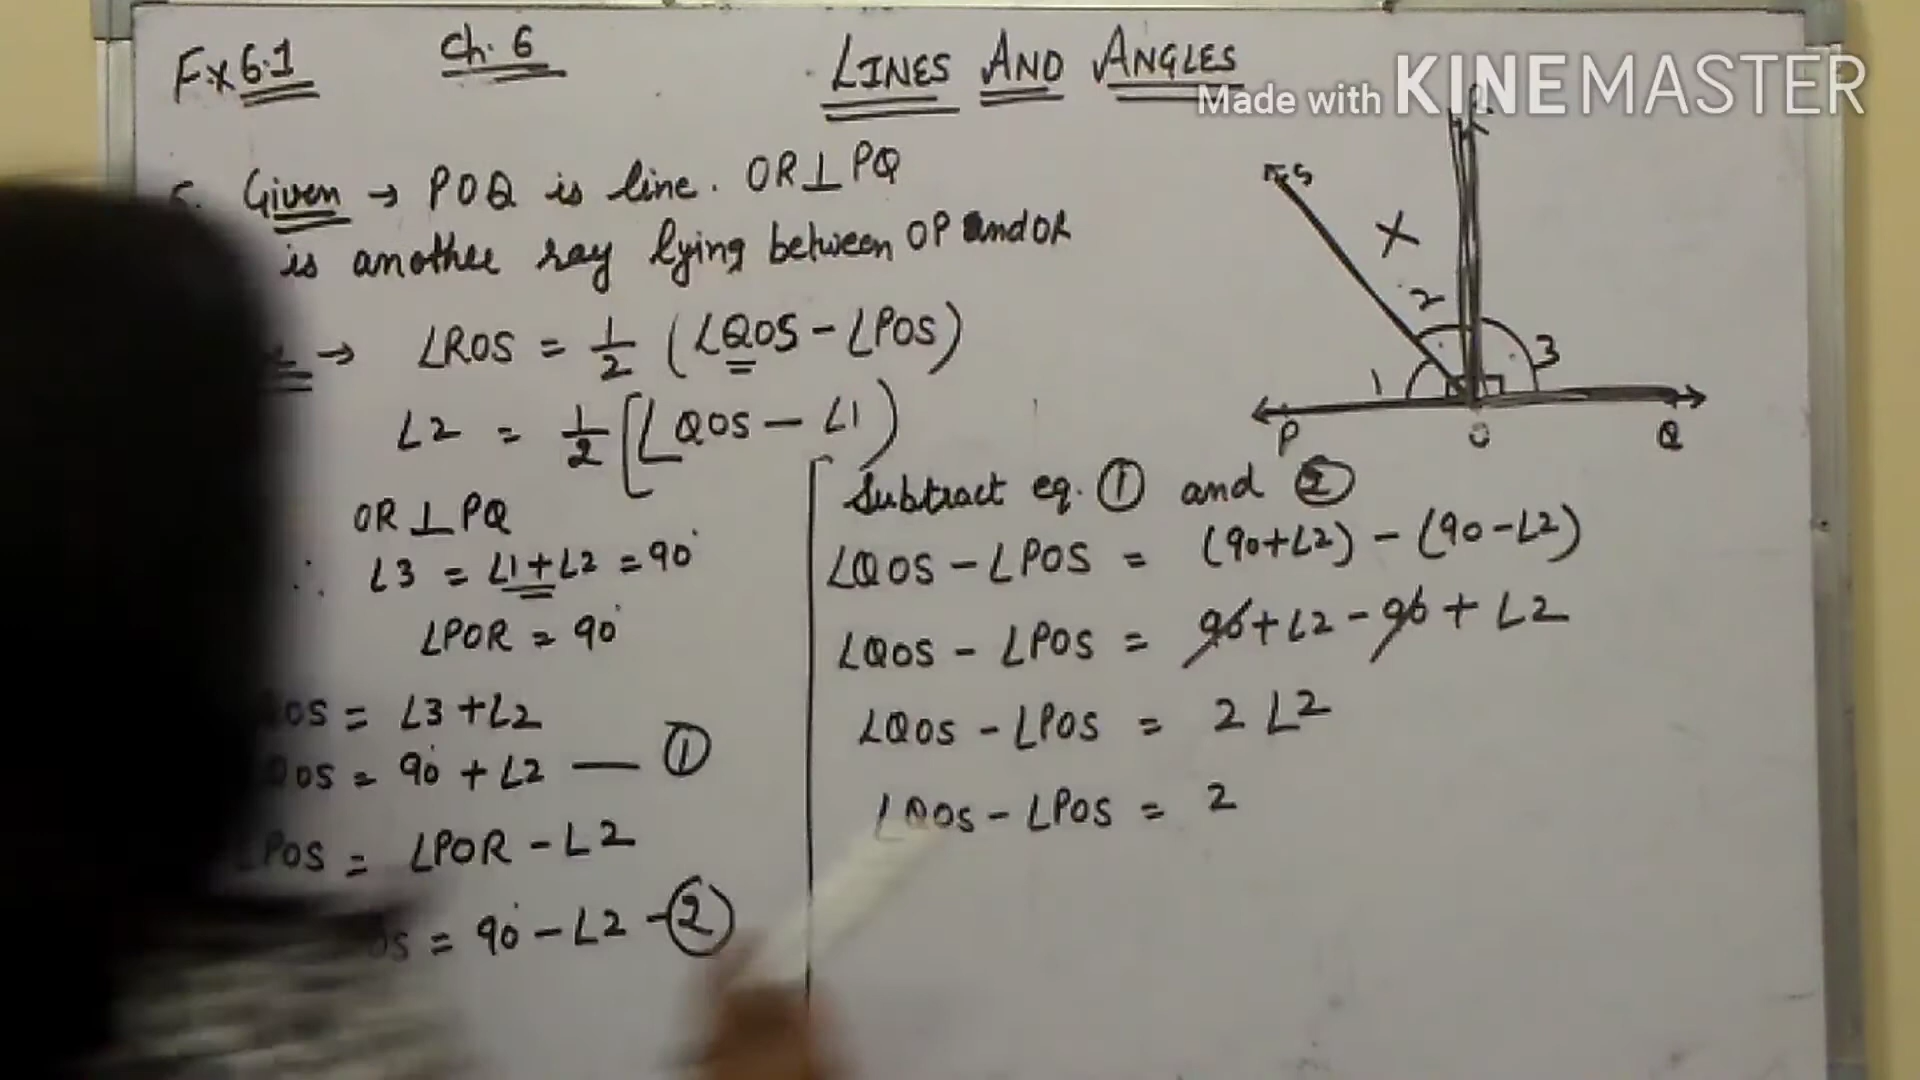 Ex 6.1 Ch. 6 LINES AND ANGLES
Made with KINEMASTER
Given → POQ is line. OR⊥PQ
is another ray lying between OP and OR
→ ∠ROS = 1/2 (∠QOS - ∠POS)
∠2 = 1/2 [∠QOS - ∠1)
OR⊥PQ
∴ ∠3 = ∠1+∠2 = 90°
∠POR = 90°
OS = ∠3+∠2
QOS = 90° + ∠2 — ①
∠POS = ∠POR - ∠2
OS = 90° - ∠2 - ②
Subtract eq. ① and ②
∠QOS - ∠POS = (90+∠2) - (90-∠2)
∠QOS - ∠POS = 90+∠2-90+∠2
∠QOS - ∠POS = 2∠2
∠QOS - ∠POS = 2
S
R
X
2
1
3
P
O
Q